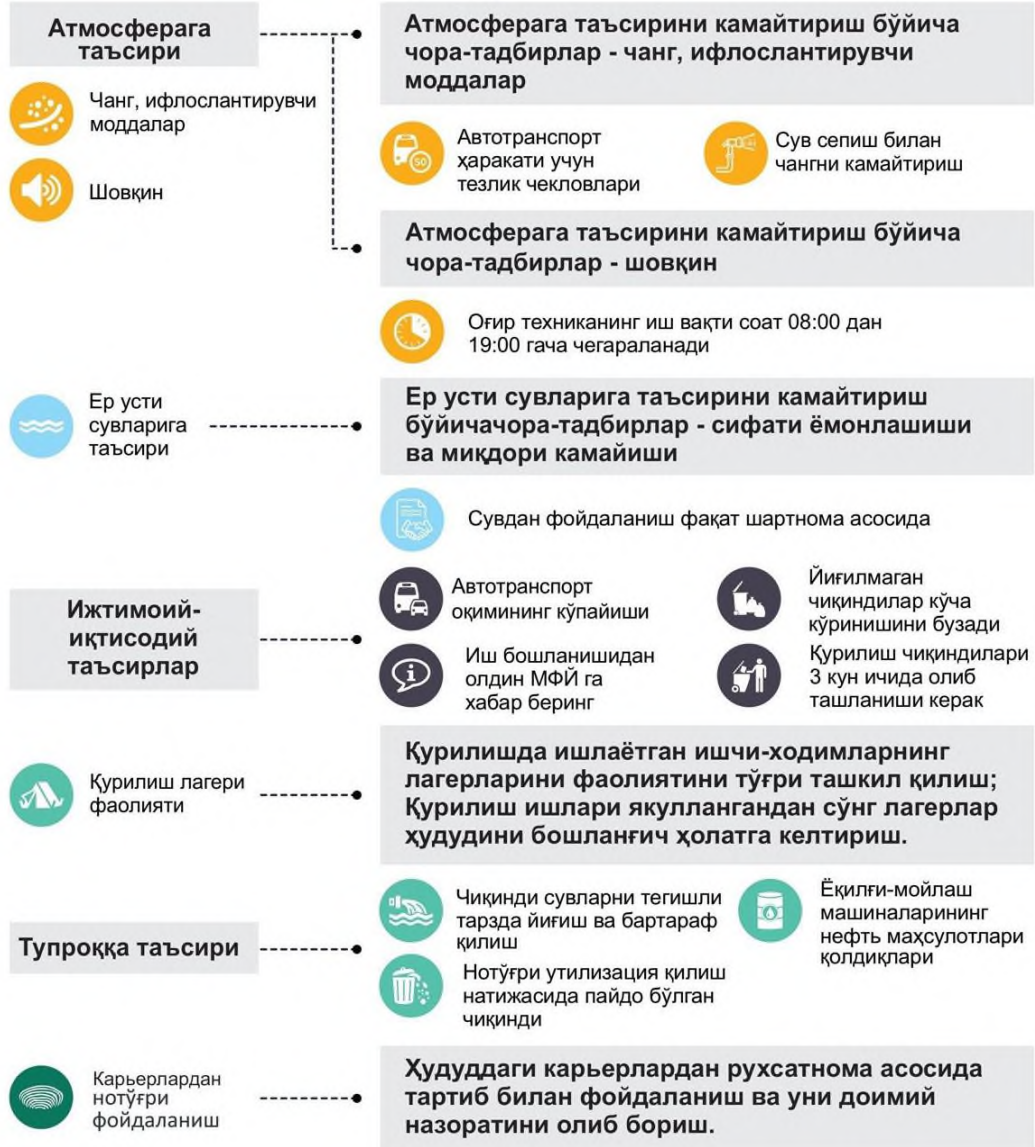 Атмосферага
таъсири
Чанг, ифлослантирувчи
моддалар
Шовқин
Атмосферага таъсирини камайтириш бўйича
чора-тадбирлар - чанг, ифлослантирувчи
моддалар
50
Автотранспорт
ҳаракати учун
тезлик чекловлари
Сув сепиш билан
чангни камайтириш
Атмосферага таъсирини камайтириш бўйича
чора-тадбирлар - шовқин
Оғир техниканинг иш вақти соат 08:00 дан
19:00 гача чегараланади
Ер усти
сувларига
таъсири
Ер усти сувларига таъсирини камайтириш
бўйичачора-тадбирлар - сифати ёмонлашиши
ва миқдори камайиши
Сувдан фойдаланиш фақат шартнома асосида
Ижтимоий-
иқтисодий
таъсирлар
Автотранспорт
оқимининг кўпайиши
Йиғилмаган
чиқиндилар кўча
кўринишини бузади
Иш бошланишидан
олдин МФЙ га
хабар беринг
Қурилиш чиқиндилари
3 кун ичида олиб
ташланиши керак
Қурилиш лагери
фаолияти
Қурилишда ишлаётган ишчи-ходимларнинг
лагерларини фаолиятини тўғри ташкил қилиш;
Қурилиш ишлари якуллангандан сўнг лагерлар
ҳудудини бошланғич ҳолатга келтириш.
Тупроққа таъсири
Чиқинди сувларни тегишли
тарзда йиғиш ва бартараф
қилиш
Ёқилғи-мойлаш
машиналарининг
нефть маҳсулотлари
қолдиқлари
Нотўғри утилизация қилиш
натижасида пайдо бўлган
чиқинди
Карьерлардан
нотўғри
фойдаланиш
Ҳудуддаги карьерлардан рухсатнома асосида
тартиб билан фойдаланиш ва уни доимий
назоратини олиб бориш.